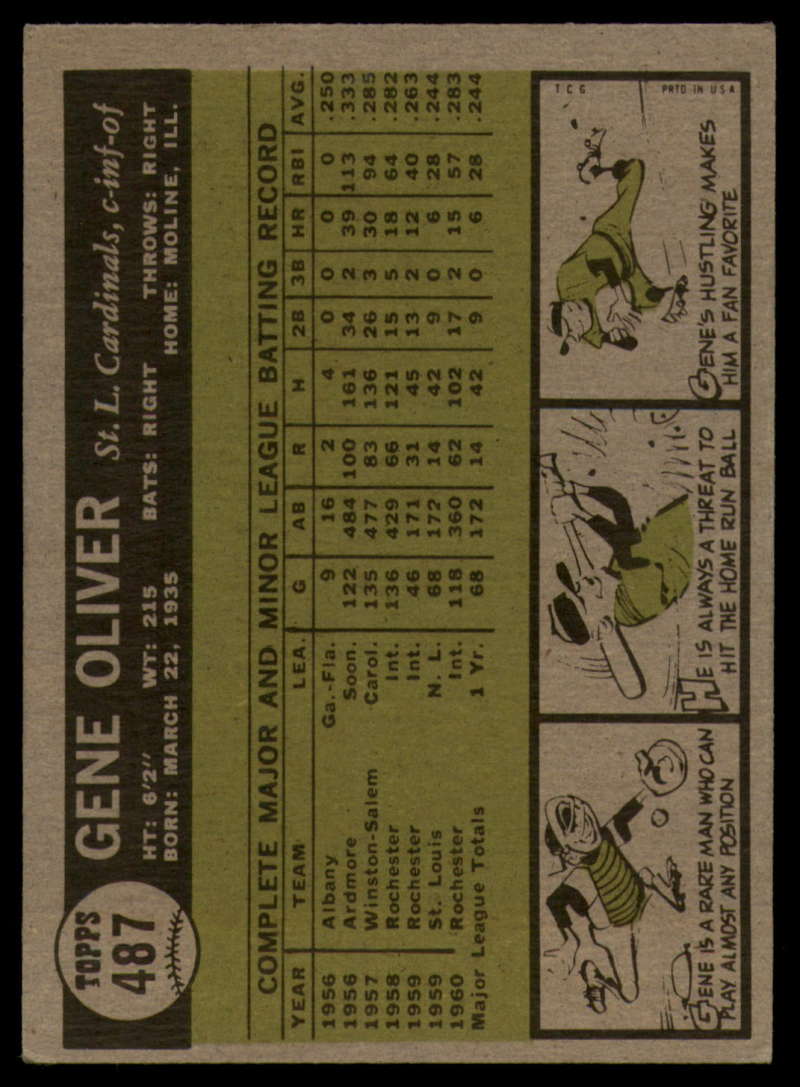 TOPPS
487
GENE OLIVER St. L. Cardinals, c-inf-of
HT: 6'2" WT: 215 BATS: RIGHT THROWS: RIGHT
BORN: MARCH 22, 1935 HOME: MOLINE, ILL.
COMPLETE MAJOR AND MINOR LEAGUE BATTING RECORD
YEAR TEAM LEA. G AB R H 2B 3B HR RBI AVG.
1956 Albany Ga.-Fla. 9 16 2 4 0 0 0 0 .250
1956 Ardmore Soon. 122 484 100 161 34 2 39 113 .333
1957 Winston-Salem Carol. 135 477 83 136 26 3 30 94 .285
1958 Rochester Int. 136 429 66 121 15 5 18 64 .282
1959 Rochester Int. 46 171 31 45 13 2 12 40 .263
1959 St. Louis N. L. 68 172 14 42 9 0 6 28 .244
1960 Rochester Int. 118 360 62 102 17 2 15 57 .283
Major League Totals 1 Yr. 68 172 14 42 9 0 6 28 .244
GENE IS A RARE MAN WHO CAN
PLAY ALMOST ANY POSITION
HE IS ALWAYS A THREAT TO
HIT THE HOME RUN BALL
T C G PRTD IN U S A
GENE'S HUSTLING MAKES
HIM A FAN FAVORITE